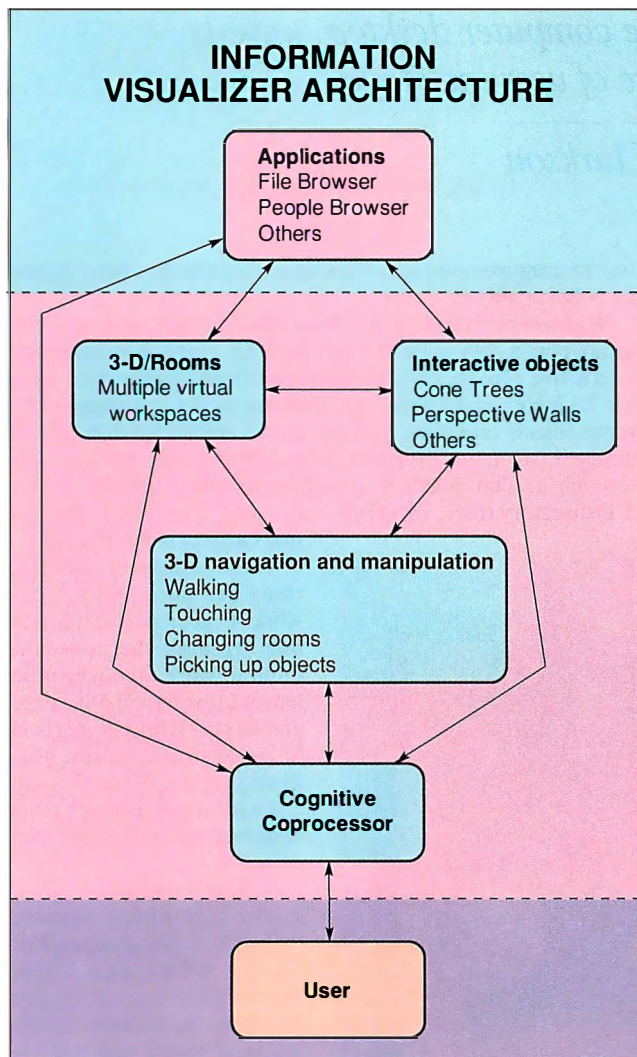 INFORMATION
VISUALIZER ARCHITECTURE
Applications
File Browser
People Browser
Others
3-D/Rooms
Multiple virtual
workspaces
Interactive objects
Cone Trees
Perspective Walls
Others
3-D navigation and manipulation
Walking
Touching
Changing rooms
Picking up objects
Cognitive
Coprocessor
User